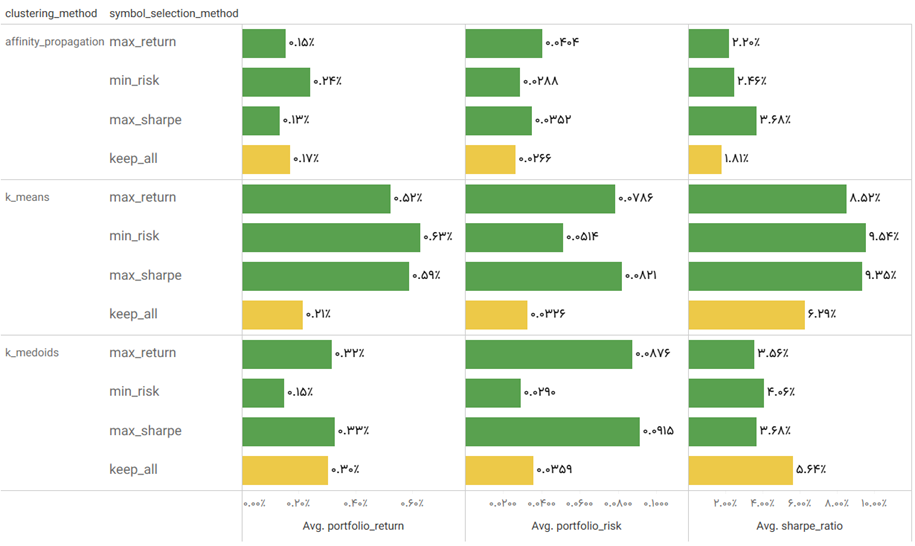 clustering_method symbol_selection_method
affinity_propagation max_return ۰.۱۵٪ ۰.۰۴۰۴ ۲.۲۰٪
min_risk ۰.۲۴٪ ۰.۰۲۸۸ ۲.۴۶٪
max_sharpe ۰.۱۳٪ ۰.۰۳۵۲ ۳.۶۸٪
keep_all ۰.۱۷٪ ۰.۰۲۶۶ ۱.۸۱٪
k_means max_return ۰.۵۲٪ ۰.۰۷۸۶ ۸.۵۲٪
min_risk ۰.۶۳٪ ۰.۰۵۱۴ ۹.۵۴٪
max_sharpe ۰.۵۹٪ ۰.۰۸۲۱ ۹.۳۵٪
keep_all ۰.۲۱٪ ۰.۰۳۲۶ ۶.۲۹٪
k_medoids max_return ۰.۳۲٪ ۰.۰۸۷۶ ۳.۵۶٪
min_risk ۰.۱۵٪ ۰.۰۲۹۰ ۴.۰۶٪
max_sharpe ۰.۳۳٪ ۰.۰۹۱۵ ۳.۶۸٪
keep_all ۰.۳۰٪ ۰.۰۳۵۹ ۵.۶۴٪
۰.۰۰٪ ۰.۲۰٪ ۰.۴۰٪ ۰.۶۰٪ ۰.۰۲۰۰ ۰.۰۴۰۰ ۰.۰۶۰۰ ۰.۰۸۰۰ ۰.۱۰۰۰ ۲.۰۰٪ ۴.۰۰٪ ۶.۰۰٪ ۸.۰۰٪ ۱۰.۰۰٪
Avg. portfolio_return Avg. portfolio_risk Avg. sharpe_ratio